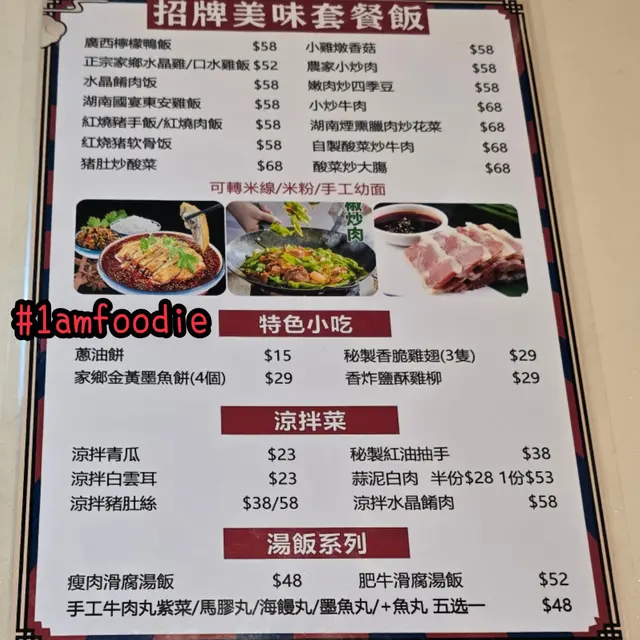 招牌美味套餐飯
廣西檸檬鴨飯 $58 小雞燉香菇 $58
正宗家鄉水晶雞/口水雞飯 $52 農家小炒肉 $58
水晶餚肉饭 $58 嫩肉炒四季豆 $58
湖南國宴東安雞飯 $58 小炒牛肉 $68
紅燒豬手飯/紅燒肉飯 $58 湖南煙熏臘肉炒花菜 $68
紅烧猪软骨饭 $58 自製酸菜炒牛肉 $68
猪肚炒酸菜 $68 酸菜炒大腸 $68
可轉米線/米粉/手工幼面
椒炒肉
#1amfoodie
特色小吃
蔥油餅 $15 秘製香脆雞翅(3隻) $29
家鄉金黃墨魚餅(4個) $29 香炸鹽酥雞柳 $29
涼拌菜
涼拌青瓜 $23 秘製紅油抽手 $38
涼拌白雲耳 $23 蒜泥白肉 半份$28 1份$53
涼拌豬肚絲 $38/58 涼拌水晶餚肉 $58
湯飯系列
瘦肉滑腐湯飯 $48 肥牛滑腐湯飯 $52
手工牛肉丸紫菜/馬膠丸/海饅丸/墨魚丸/+魚丸 五选一 $48